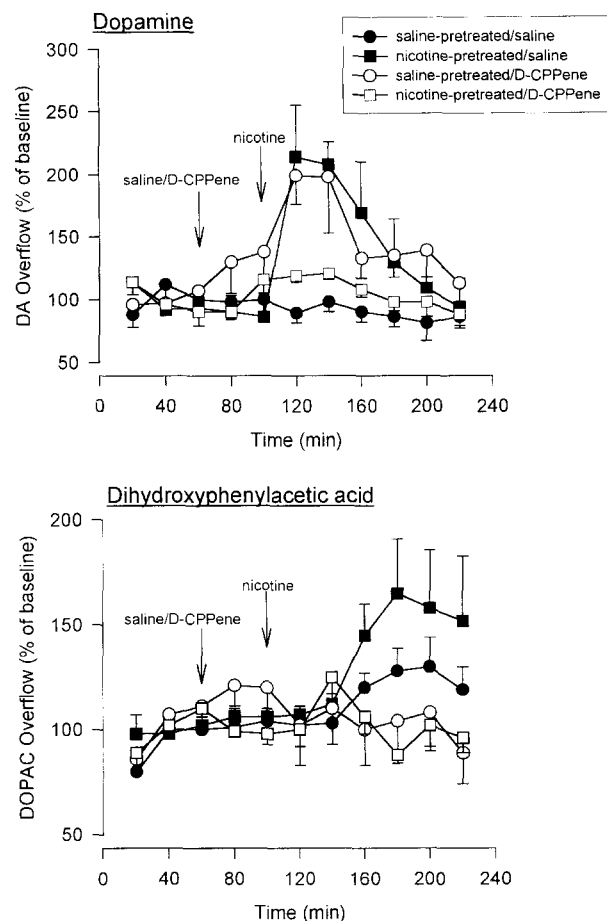 Dopamine
saline-pretreated/saline
nicotine-pretreated/saline
saline-pretreated/D-CPPene
nicotine-pretreated/D-CPPene
300
250
200
150
100
50
DA Overflow (% of baseline)
nicotine
saline/D-CPPene
0 40 80 120 160 200 240
Time (min)
Dihydroxyphenylacetic acid
200
150
100
50
DOPAC Overflow (% of baseline)
nicotine
saline/D-CPPene
0 40 80 120 160 200 240
Time (min)